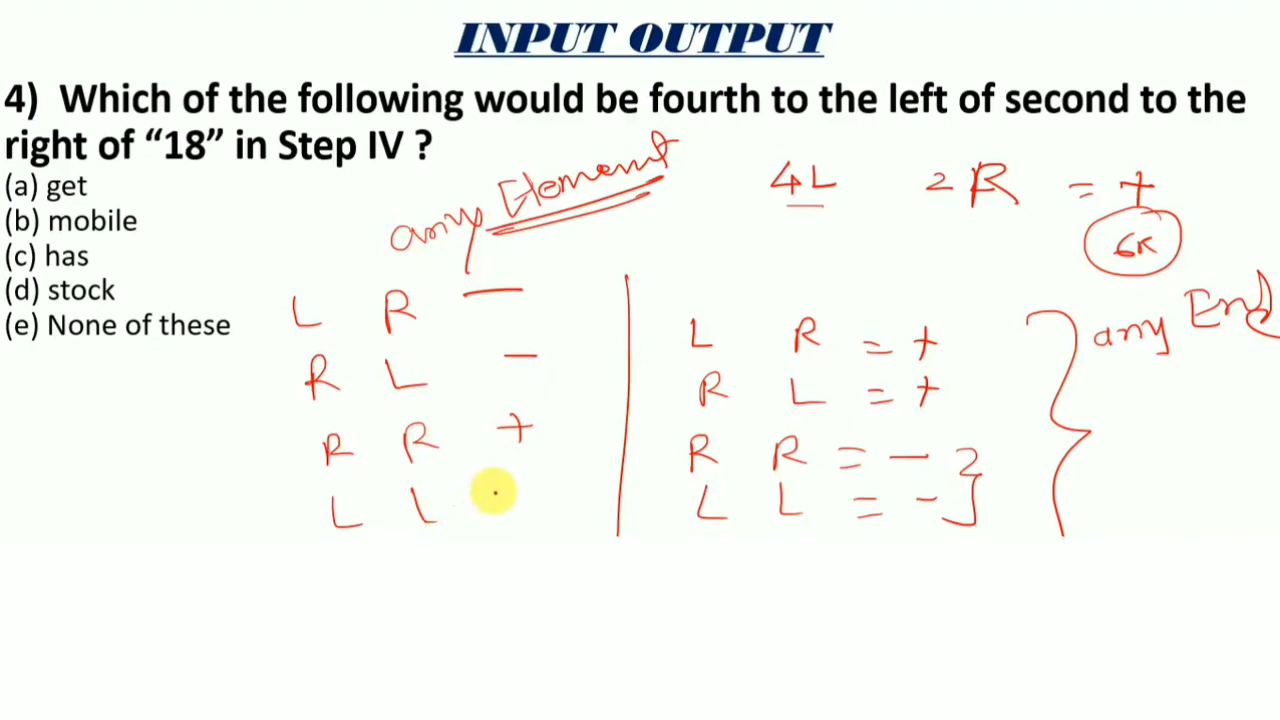 INPUT OUTPUT
4) Which of the following would be fourth to the left of second to the
right of “18” in Step IV ?
(a) get
(b) mobile
(c) has
(d) stock
(e) None of these
any Element
4L 2R = +
L R —
R L —
R R +
L L
L R = +
R L = +
R R = —
L L = -
any End